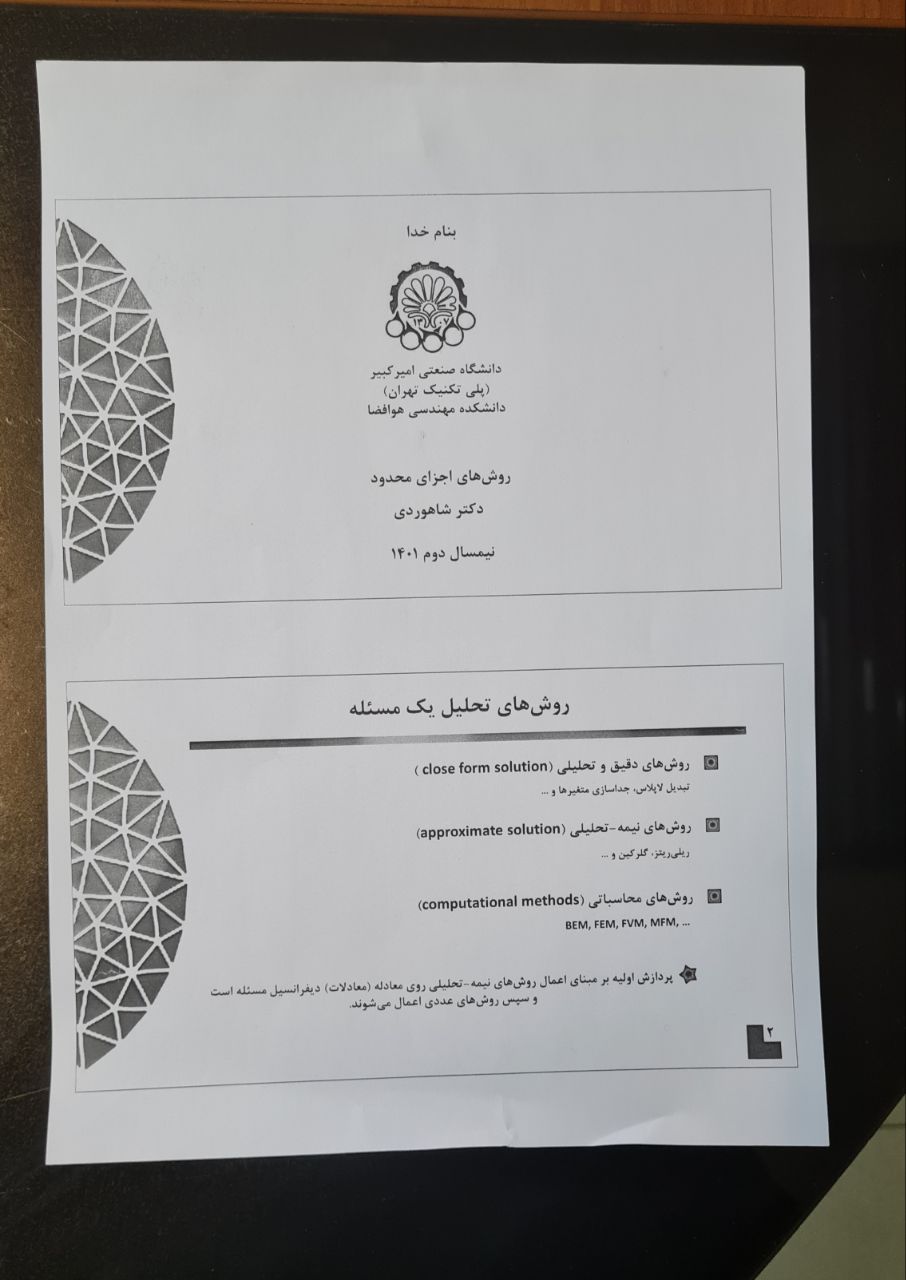 بنام خدا
۱۳۰۷
دانشگاه صنعتی امیرکبیر
(پلی تکنیک تهران)
دانشکده مهندسی هوافضا
روش‌های اجزای محدود
دکتر شاهوردی
نیمسال دوم ۱۴۰۱
روش‌های تحلیل یک مسئله
روش‌های دقیق و تحلیلی (close form solution )
تبدیل لاپلاس، جداسازی متغیرها و ...
روش‌های نیمه-تحلیلی (approximate solution)
ریلی‌ریتز، گلرکین و ...
روش‌های محاسباتی (computational methods)
BEM, FEM, FVM, MFM, ...
پردازش اولیه بر مبنای اعمال روش‌های نیمه-تحلیلی روی معادله (معادلات) دیفرانسیل مسئله است
و سپس روش‌های عددی اعمال می‌شوند.
۲